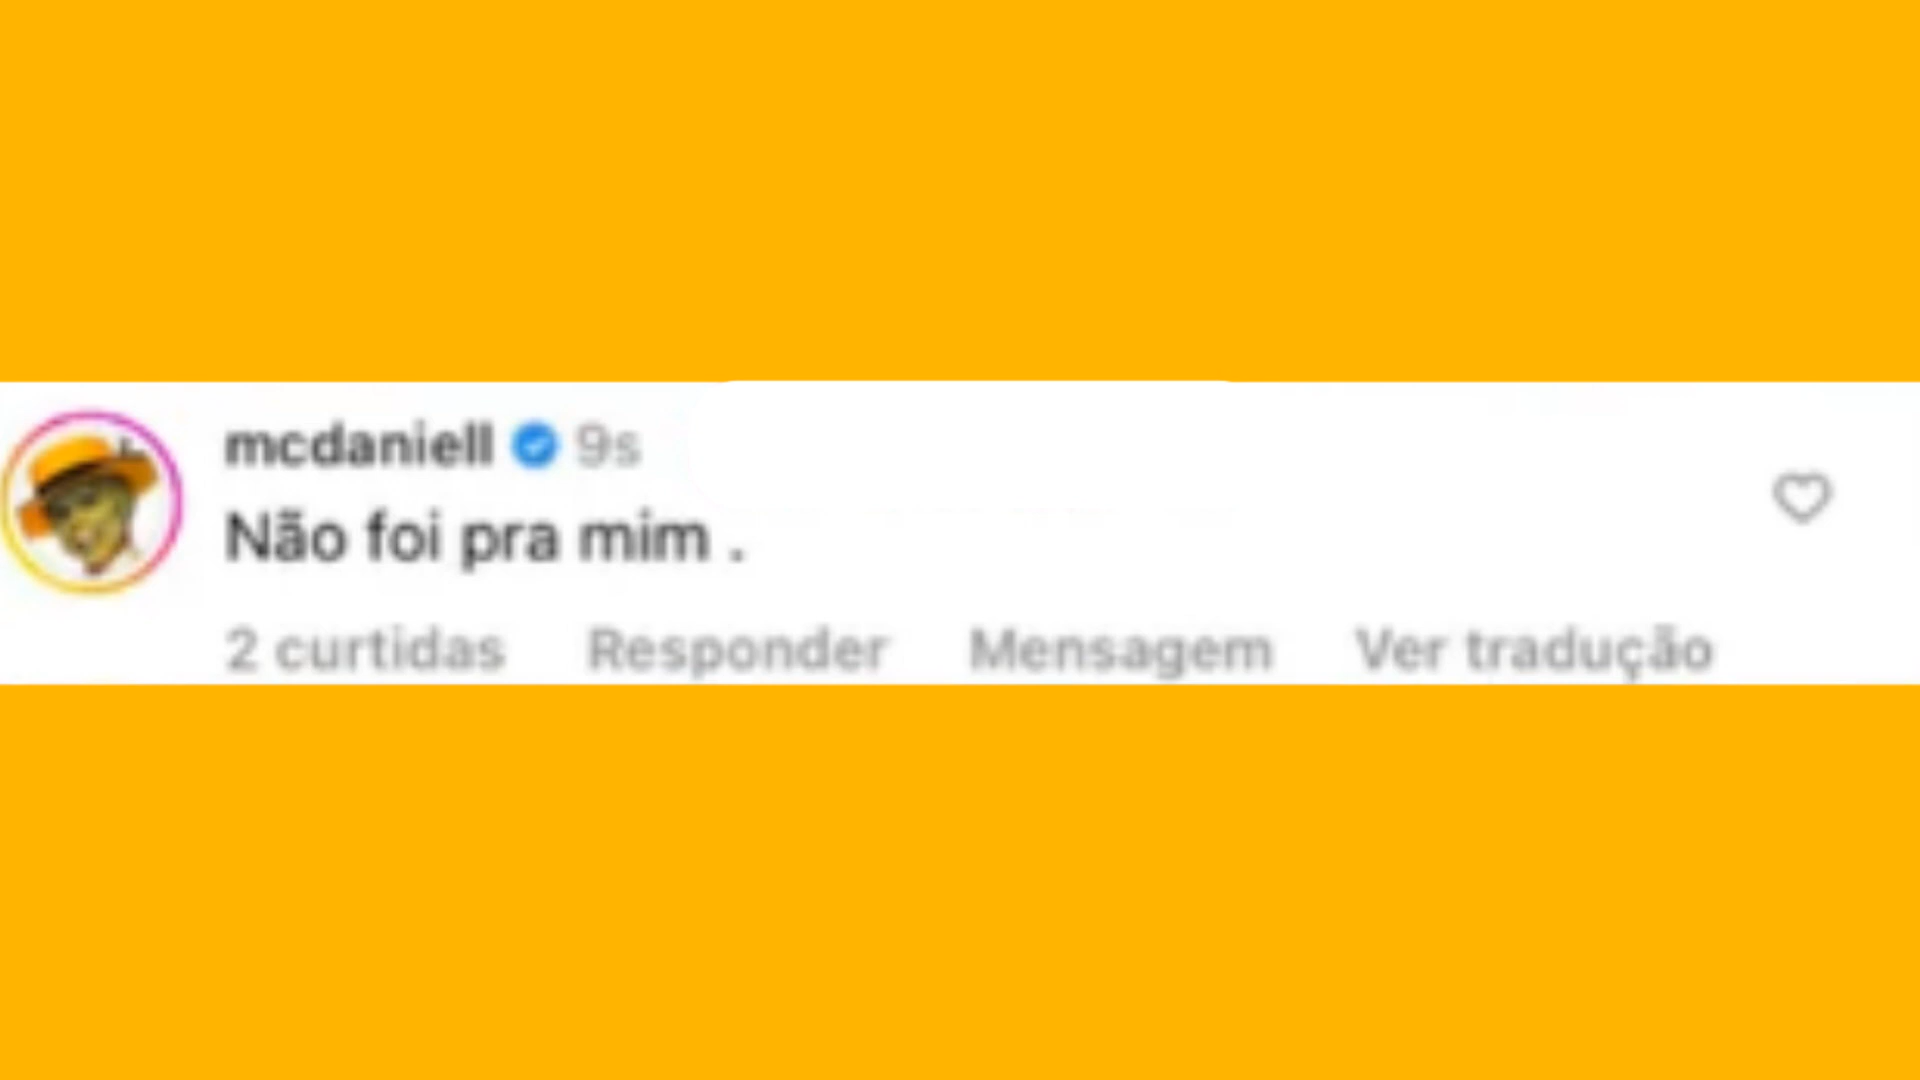 mcdaniell 9s
Não foi pra mim .
2 curtidas Responder Mensagem Ver tradução